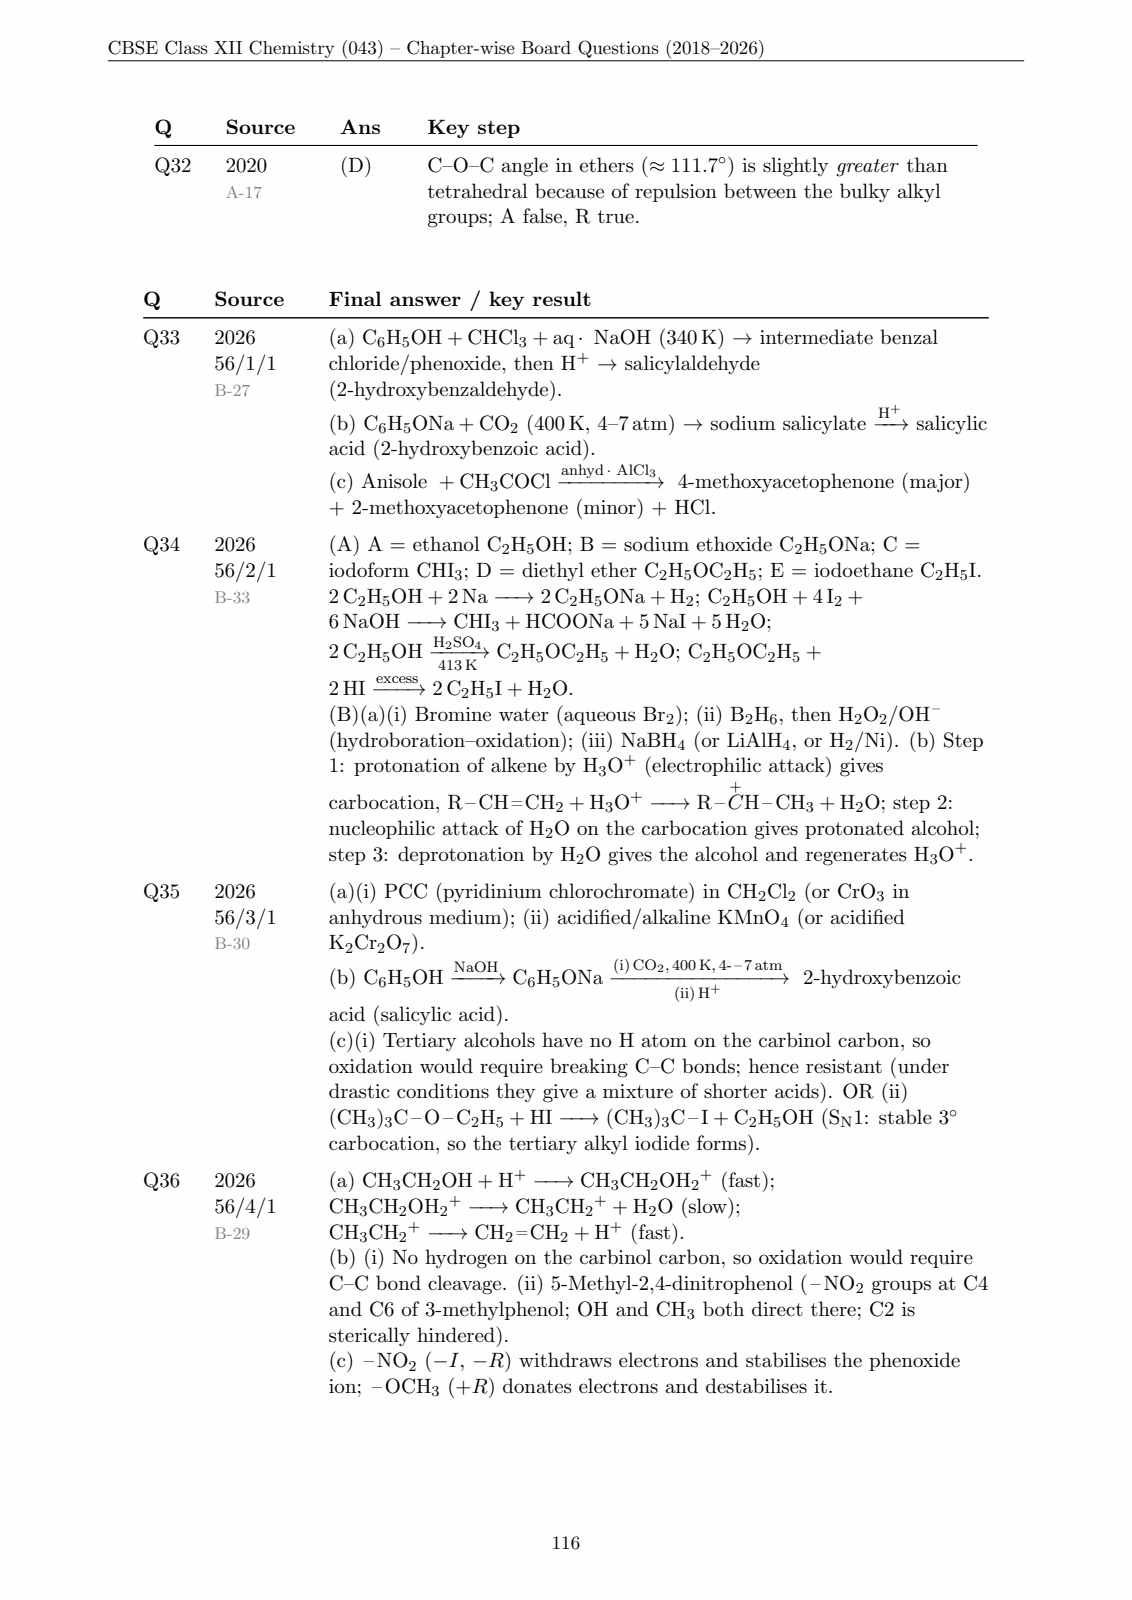 CBSE Class XII Chemistry (043) – Chapter-wise Board Questions (2018–2026)
Q Source Ans Key step
Q32 2020 (D) C–O–C angle in ethers (≈ 111.7°) is slightly greater than
A-17 tetrahedral because of repulsion between the bulky alkyl
groups; A false, R true.
Q Source Final answer / key result
Q33 2026 (a) C₆H₅OH + CHCl₃ + aq · NaOH (340 K) → intermediate benzal
56/1/1 chloride/phenoxide, then H⁺ → salicylaldehyde
B-27 (2-hydroxybenzaldehyde).
(b) C₆H₅ONa + CO₂ (400 K, 4–7 atm) → sodium salicylate —H⁺→ salicylic
acid (2-hydroxybenzoic acid).
(c) Anisole + CH₃COCl —anhyd · AlCl₃→ 4-methoxyacetophenone (major)
+ 2-methoxyacetophenone (minor) + HCl.
Q34 2026 (A) A = ethanol C₂H₅OH; B = sodium ethoxide C₂H₅ONa; C =
56/2/1 iodoform CHI₃; D = diethyl ether C₂H₅OC₂H₅; E = iodoethane C₂H₅I.
B-33 2 C₂H₅OH + 2 Na ⟶ 2 C₂H₅ONa + H₂; C₂H₅OH + 4 I₂ +
6 NaOH ⟶ CHI₃ + HCOONa + 5 NaI + 5 H₂O;
2 C₂H₅OH —H₂SO₄ / 413 K→ C₂H₅OC₂H₅ + H₂O; C₂H₅OC₂H₅ +
2 HI —excess→ 2 C₂H₅I + H₂O.
(B)(a)(i) Bromine water (aqueous Br₂); (ii) B₂H₆, then H₂O₂/OH⁻
(hydroboration–oxidation); (iii) NaBH₄ (or LiAlH₄, or H₂/Ni). (b) Step
1: protonation of alkene by H₃O⁺ (electrophilic attack) gives
carbocation, R–CH=CH₂ + H₃O⁺ ⟶ R–C⁺H–CH₃ + H₂O; step 2:
nucleophilic attack of H₂O on the carbocation gives protonated alcohol;
step 3: deprotonation by H₂O gives the alcohol and regenerates H₃O⁺.
Q35 2026 (a)(i) PCC (pyridinium chlorochromate) in CH₂Cl₂ (or CrO₃ in
56/3/1 anhydrous medium); (ii) acidified/alkaline KMnO₄ (or acidified
B-30 K₂Cr₂O₇).
(b) C₆H₅OH —NaOH→ C₆H₅ONa —(i) CO₂, 400 K, 4-–7 atm / (ii) H⁺→ 2-hydroxybenzoic
acid (salicylic acid).
(c)(i) Tertiary alcohols have no H atom on the carbinol carbon, so
oxidation would require breaking C–C bonds; hence resistant (under
drastic conditions they give a mixture of shorter acids). OR (ii)
(CH₃)₃C–O–C₂H₅ + HI ⟶ (CH₃)₃C–I + C₂H₅OH (S_N1: stable 3°
carbocation, so the tertiary alkyl iodide forms).
Q36 2026 (a) CH₃CH₂OH + H⁺ ⟶ CH₃CH₂OH₂⁺ (fast);
56/4/1 CH₃CH₂OH₂⁺ ⟶ CH₃CH₂⁺ + H₂O (slow);
B-29 CH₃CH₂⁺ ⟶ CH₂=CH₂ + H⁺ (fast).
(b) (i) No hydrogen on the carbinol carbon, so oxidation would require
C–C bond cleavage. (ii) 5-Methyl-2,4-dinitrophenol (–NO₂ groups at C4
and C6 of 3-methylphenol; OH and CH₃ both direct there; C2 is
sterically hindered).
(c) –NO₂ (−I, −R) withdraws electrons and stabilises the phenoxide
ion; –OCH₃ (+R) donates electrons and destabilises it.
116